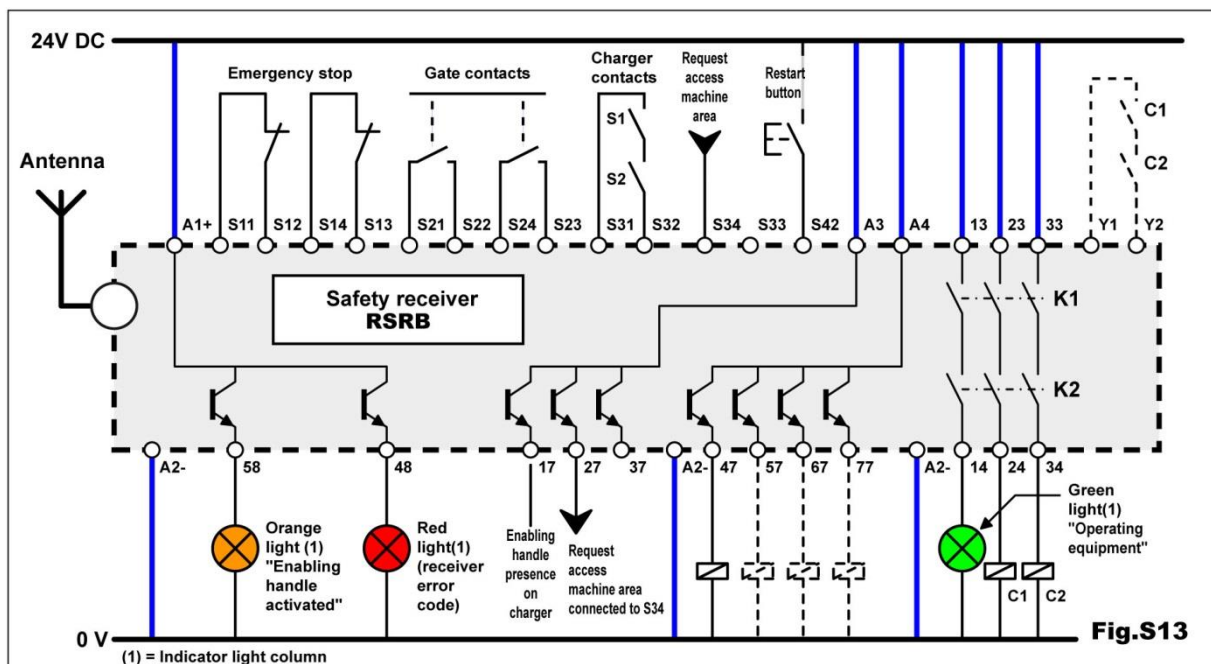 24V DC
Emergency stop
Gate contacts
Charger
contacts
Request
access
machine
area
Restart
button
S1
S2
C1
C2
Antenna
A1+ S11 S12 S14 S13 S21 S22 S24 S23 S31 S32 S34 S33 S42 A3 A4 13 23 33 Y1 Y2
Safety receiver
RSRB
K1
K2
A2- 58 48 17 27 37 A2- 47 57 67 77 A2- 14 24 34
Orange
light (1)
"Enabling
handle
activated"
Red
light(1)
(receiver
error
code)
Enabling
handle
presence
on
charger
Request
access
machine area
connected to S34
Green
light(1)
"Operating
equipment"
C1 C2
0 V
Fig.S13
(1) = Indicator light column